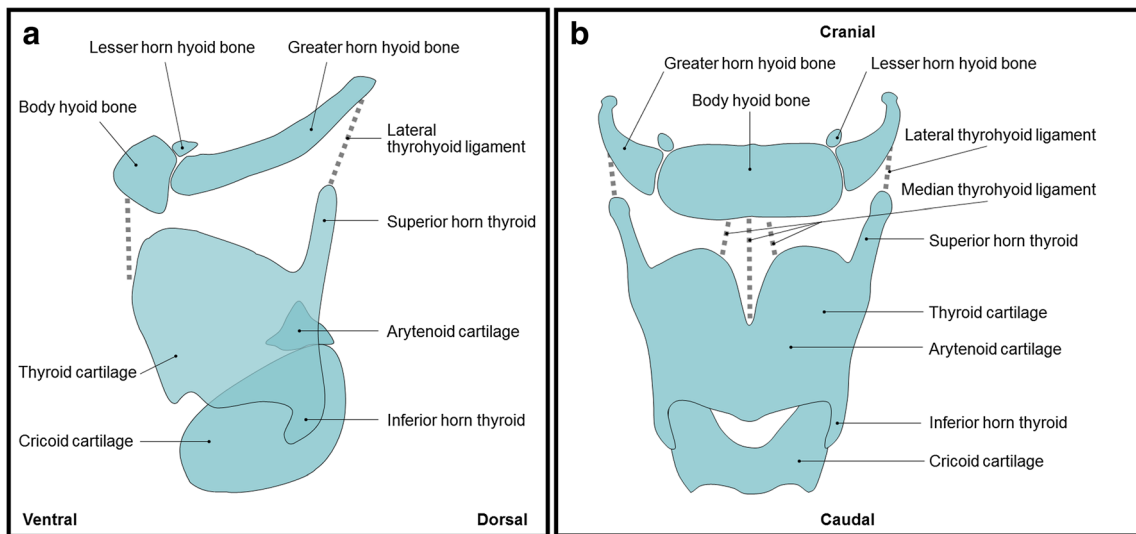 a
Lesser horn hyoid bone
Greater horn hyoid bone
Body hyoid bone
Lateral
thyrohyoid ligament
Superior horn thyroid
Arytenoid cartilage
Thyroid cartilage
Inferior horn thyroid
Cricoid cartilage
Ventral
Dorsal
b
Cranial
Greater horn hyoid bone
Lesser horn hyoid bone
Body hyoid bone
Lateral thyrohyoid ligament
Median thyrohyoid ligament
Superior horn thyroid
Thyroid cartilage
Arytenoid cartilage
Inferior horn thyroid
Cricoid cartilage
Caudal